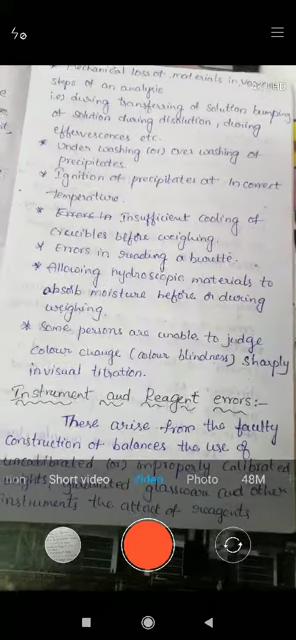 * Mechanical loss of materials in various
steps of an analysis
i.e) during transferring of solution bumping
of solution during disolution, during
effervescences etc.
* Under washing (or) over washing of
precipitates.
* Ignition of precipitates at incorrect
temperature.
* Errors in Insufficient cooling of
crucibles before weighing.
* Errors in reading a burette.
* Allowing hydroscopic materials to
absorb moisture before or during
weighing.
* Some persons are unable to judge
colour change (colour blindness) sharply
in visual titration.
Instrument and Reagent errors:-
These arise from the faulty
construction of balances the use of
uncalibrated (or) improperly calibrated
weights, glassware and other
instruments the attack of reagents
Short video
Video
Photo
48M
HD